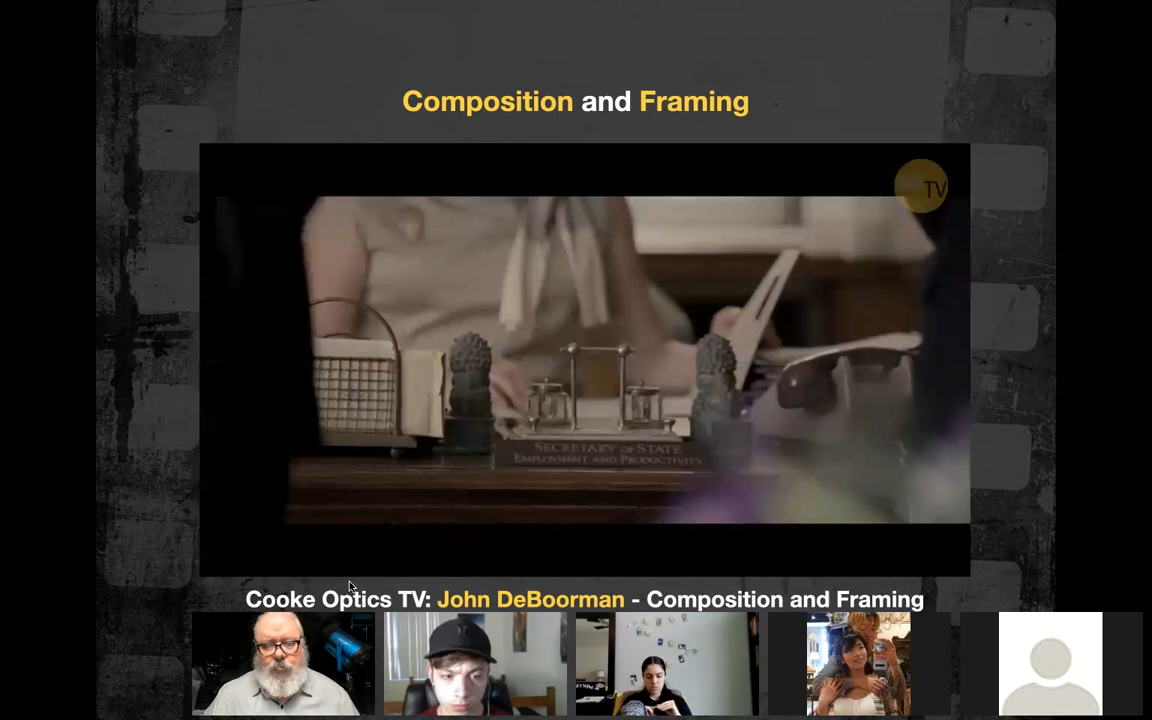 Composition and Framing
TV
SECRETARY OF STATE
EMPLOYMENT AND PRODUCTIVITY
Cooke Optics TV: John DeBoorman - Composition and Framing